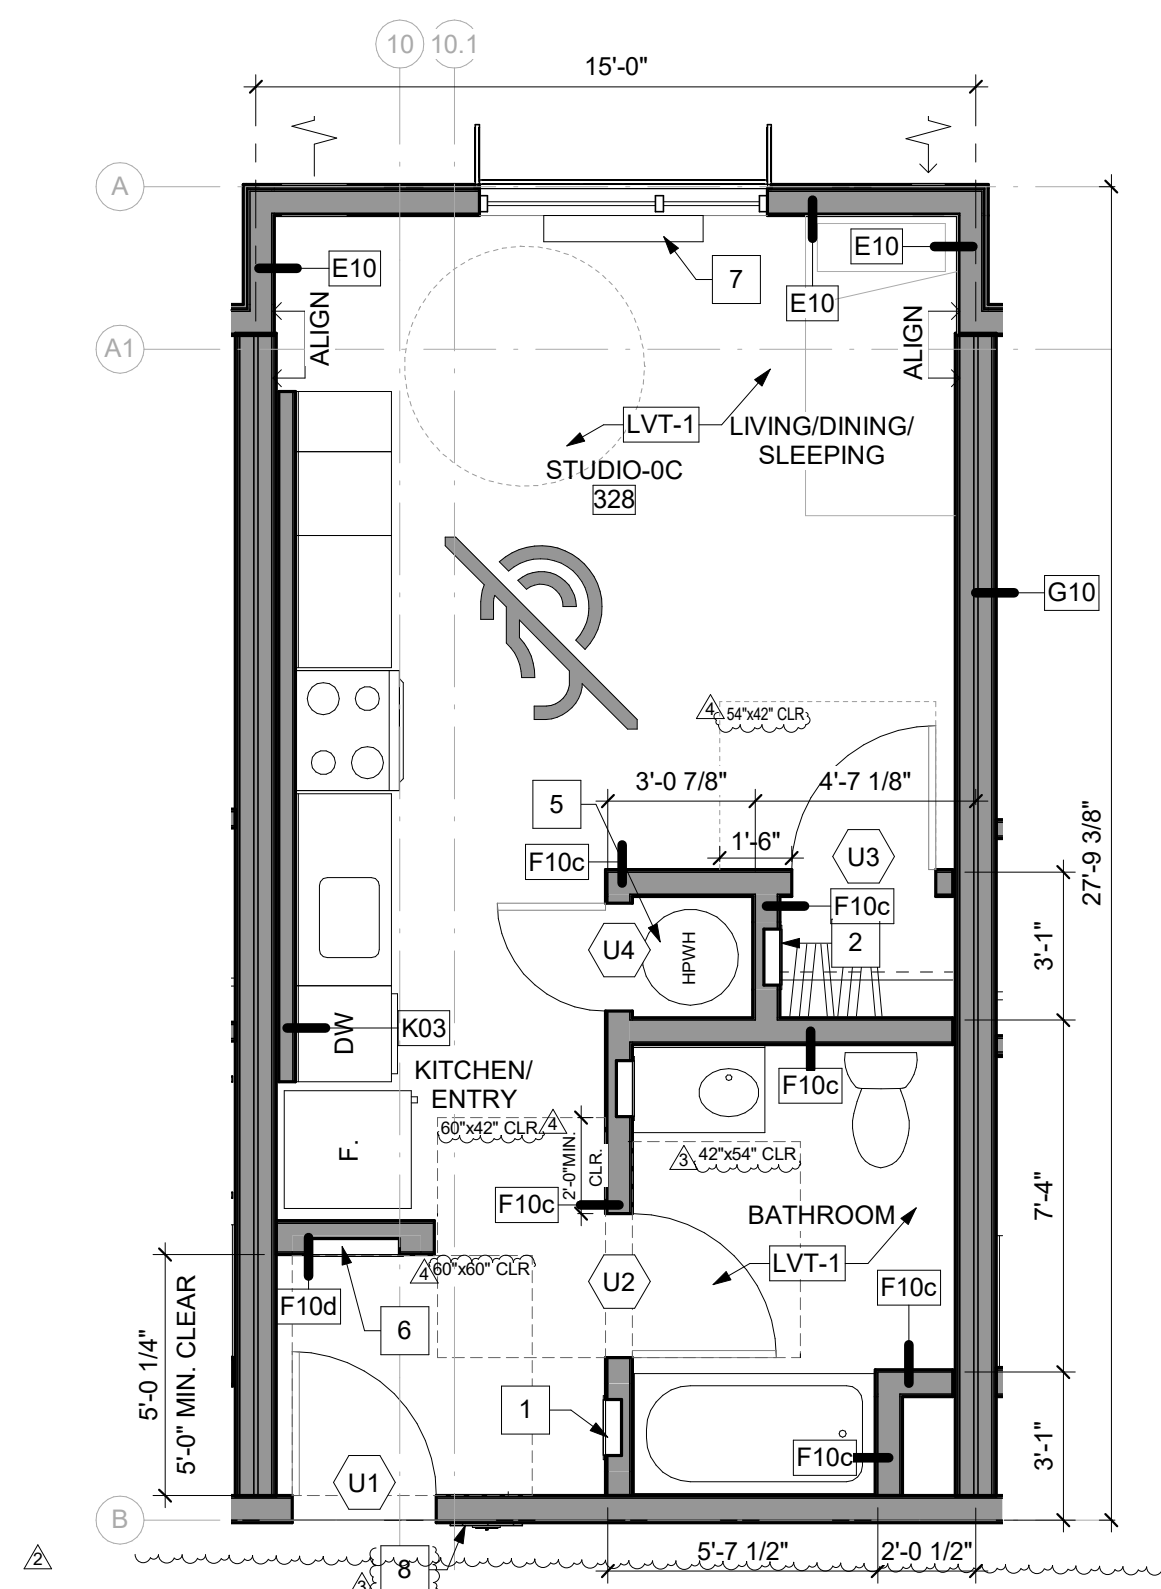 10
10.1
15'-0"
A
E10
E10
7
E10
ALIGN
ALIGN
A1
LVT-1
LIVING/DINING/
SLEEPING
STUDIO-0C
328
G10
4
54"x42" CLR
3'-0 7/8"
4'-7 1/8"
5
1'-6"
27'-9 3/8"
F10c
U3
F10c
2
U4
HPWH
3'-1"
DW
K03
KITCHEN/
ENTRY
F10c
60"x42" CLR
4
2'-0"MIN.
CLR.
3
42"x54" CLR
F.
F10c
BATHROOM
7'-4"
LVT-1
4
60"x60" CLR
U2
F10d
6
F10c
5'-0 1/4"
5'-0" MIN. CLEAR
1
F10c
U1
3'-1"
B
2
8
3
5'-7 1/2"
2'-0 1/2"